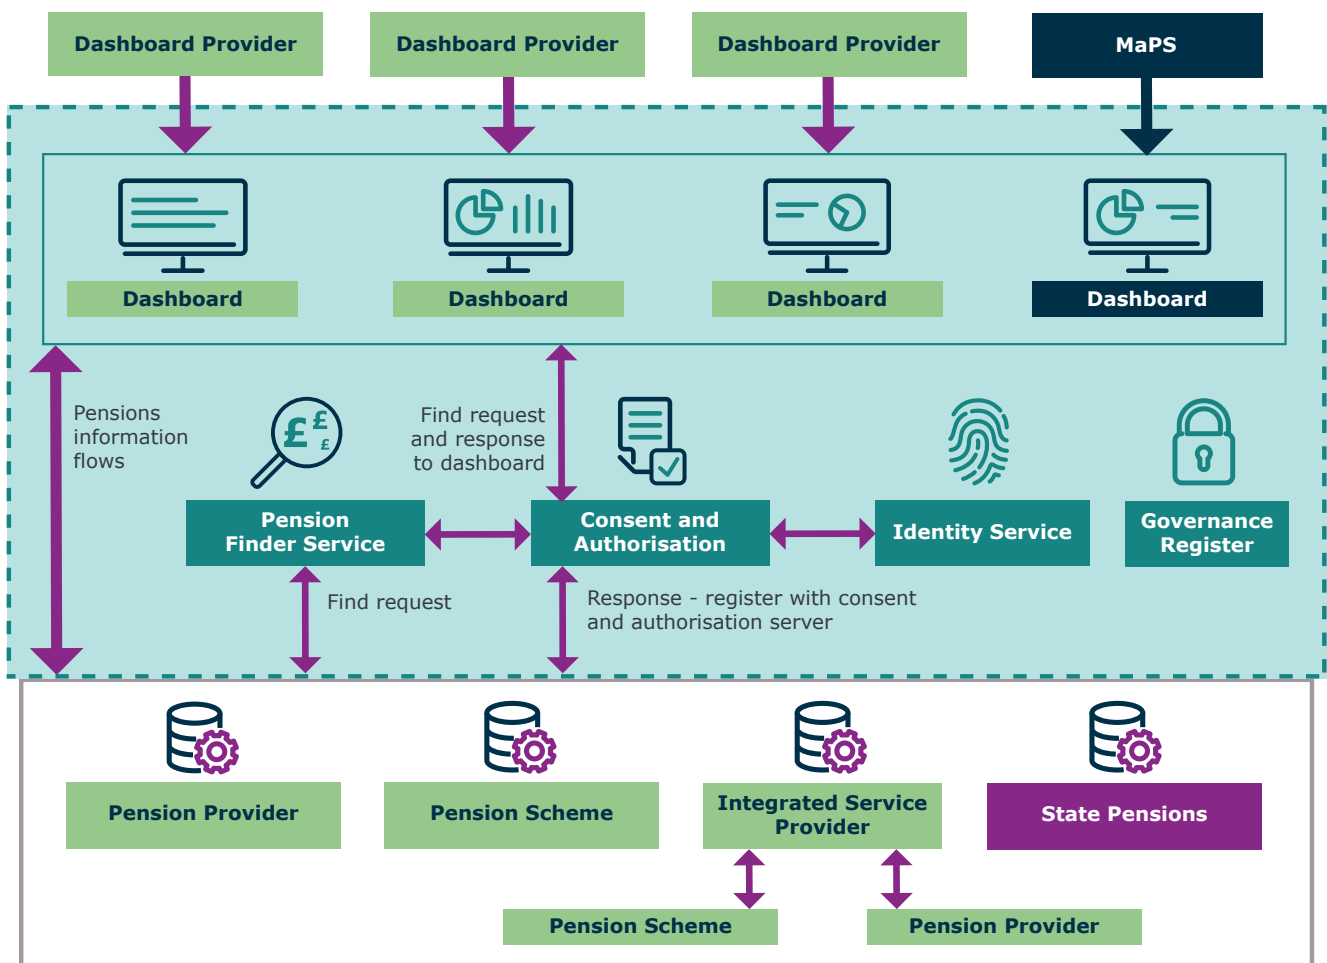 Dashboard Provider
Dashboard Provider
Dashboard Provider
MaPS
Dashboard
Dashboard
Dashboard
Dashboard
Pensions
information
flows
£
£
£
Find request
and response
to dashboard
Pension
Finder Service
Consent and
Authorisation
Identity Service
Governance
Register
Find request
Response - register with consent
and authorisation server
Pension Provider
Pension Scheme
Integrated Service
Provider
State Pensions
Pension Scheme
Pension Provider